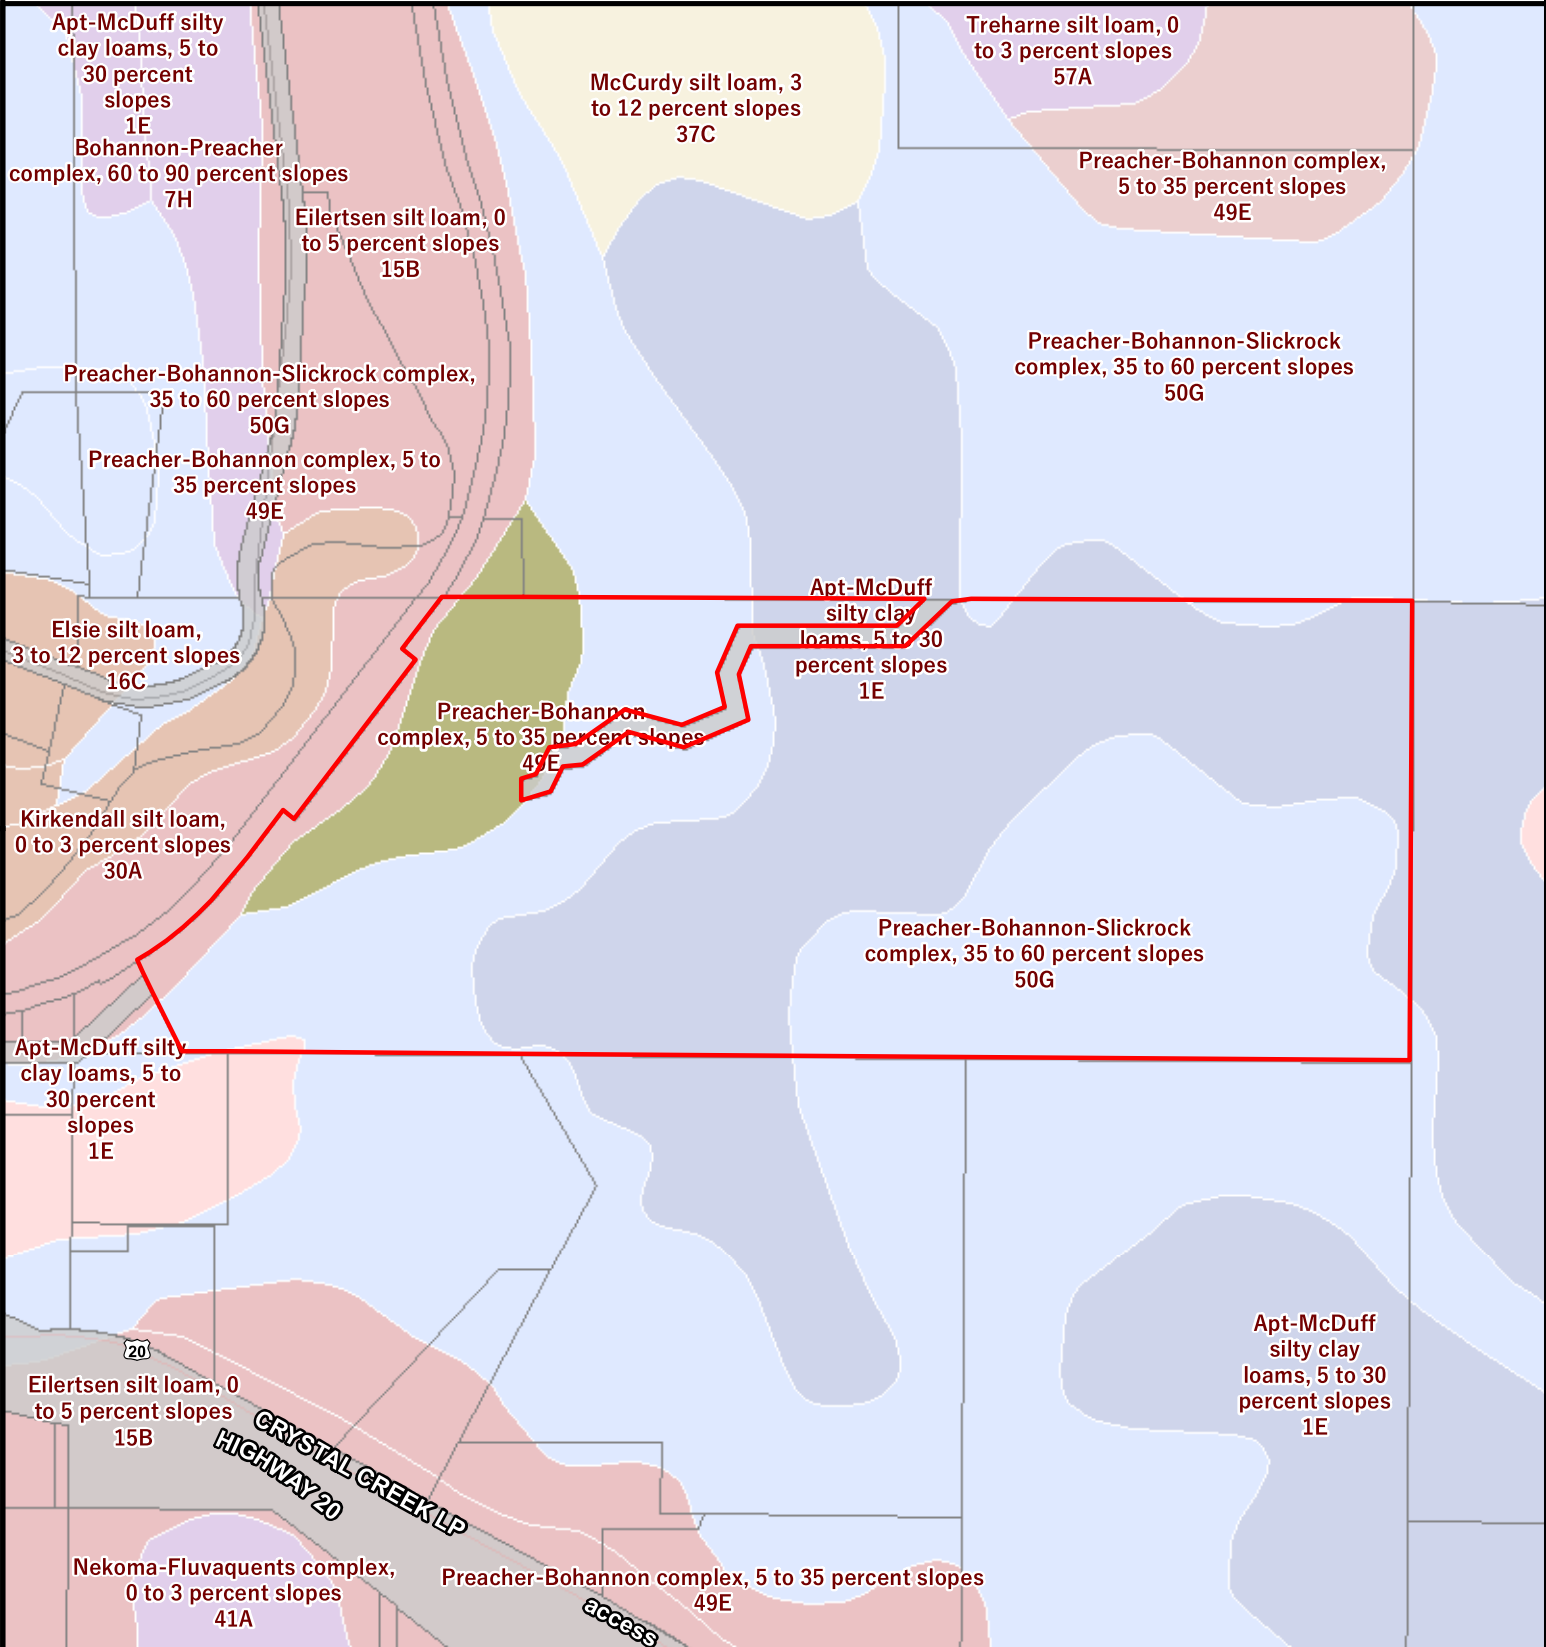 Apt-McDuff silty
clay loams, 5 to
30 percent
slopes
1E
Bohannon-Preacher
complex, 60 to 90 percent slopes
7H
McCurdy silt loam, 3
to 12 percent slopes
37C
Treharne silt loam, 0
to 3 percent slopes
57A
Preacher-Bohannon complex,
5 to 35 percent slopes
49E
Eilertsen silt loam, 0
to 5 percent slopes
15B
Preacher-Bohannon-Slickrock
complex, 35 to 60 percent slopes
50G
Preacher-Bohannon-Slickrock complex,
35 to 60 percent slopes
50G
Preacher-Bohannon complex, 5 to
35 percent slopes
49E
Apt-McDuff
silty clay
loams, 5 to 30
percent slopes
1E
Elsie silt loam,
3 to 12 percent slopes
16C
Preacher-Bohannon
complex, 5 to 35 percent slopes
49E
Kirkendall silt loam,
0 to 3 percent slopes
30A
Preacher-Bohannon-Slickrock
complex, 35 to 60 percent slopes
50G
Apt-McDuff silty
clay loams, 5 to
30 percent
slopes
1E
Apt-McDuff
silty clay
loams, 5 to 30
percent slopes
1E
20
Eilertsen silt loam, 0
to 5 percent slopes
15B
CRYSTAL CREEK LP
HIGHWAY 20
Nekoma-Fluvaquents complex,
0 to 3 percent slopes
41A
Preacher-Bohannon complex, 5 to 35 percent slopes
49E
access